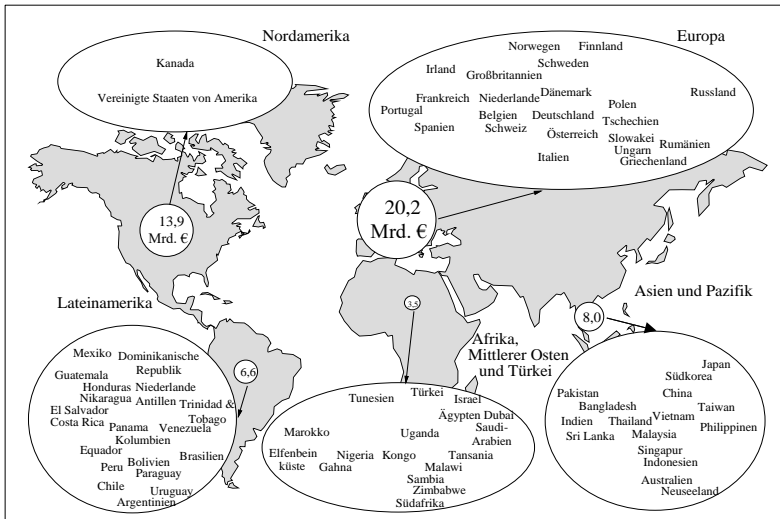 Nordamerika
Kanada
Vereinigte Staaten von Amerika
13,9
Mrd. €
Europa
Norwegen Finnland
Schweden
Irland
Großbritannien
Russland
Dänemark
Frankreich Niederlande
Polen
Portugal
Belgien Deutschland
Tschechien
Spanien Schweiz
Österreich
Slowakei
Rumänien
Ungarn
Italien
Griechenland
20,2
Mrd. €
Lateinamerika
6,6
Mexiko
Dominikanische
Republik
Guatemala
Honduras Niederlande
Nikaragua Antillen
Trinidad &
Tobago
El Salvador
Costa Rica
Panama Venezuela
Kolumbien
Equador
Brasilien
Peru Bolivien
Paraguay
Chile
Uruguay
Argentinien
3,5
Afrika,
Mittlerer Osten
und Türkei
Tunesien Türkei Israel
Ägypten Dubai
Saudi-
Arabien
Marokko
Uganda
Elfenbein
küste
Nigeria Kongo Tansania
Gahna
Malawi
Sambia
Zimbabwe
Südafrika
Asien und Pazifik
8,0
Japan
Südkorea
Pakistan
China
Bangladesh
Taiwan
Indien Thailand Vietnam
Philippinen
Sri Lanka Malaysia
Singapur
Indonesien
Australien
Neuseeland